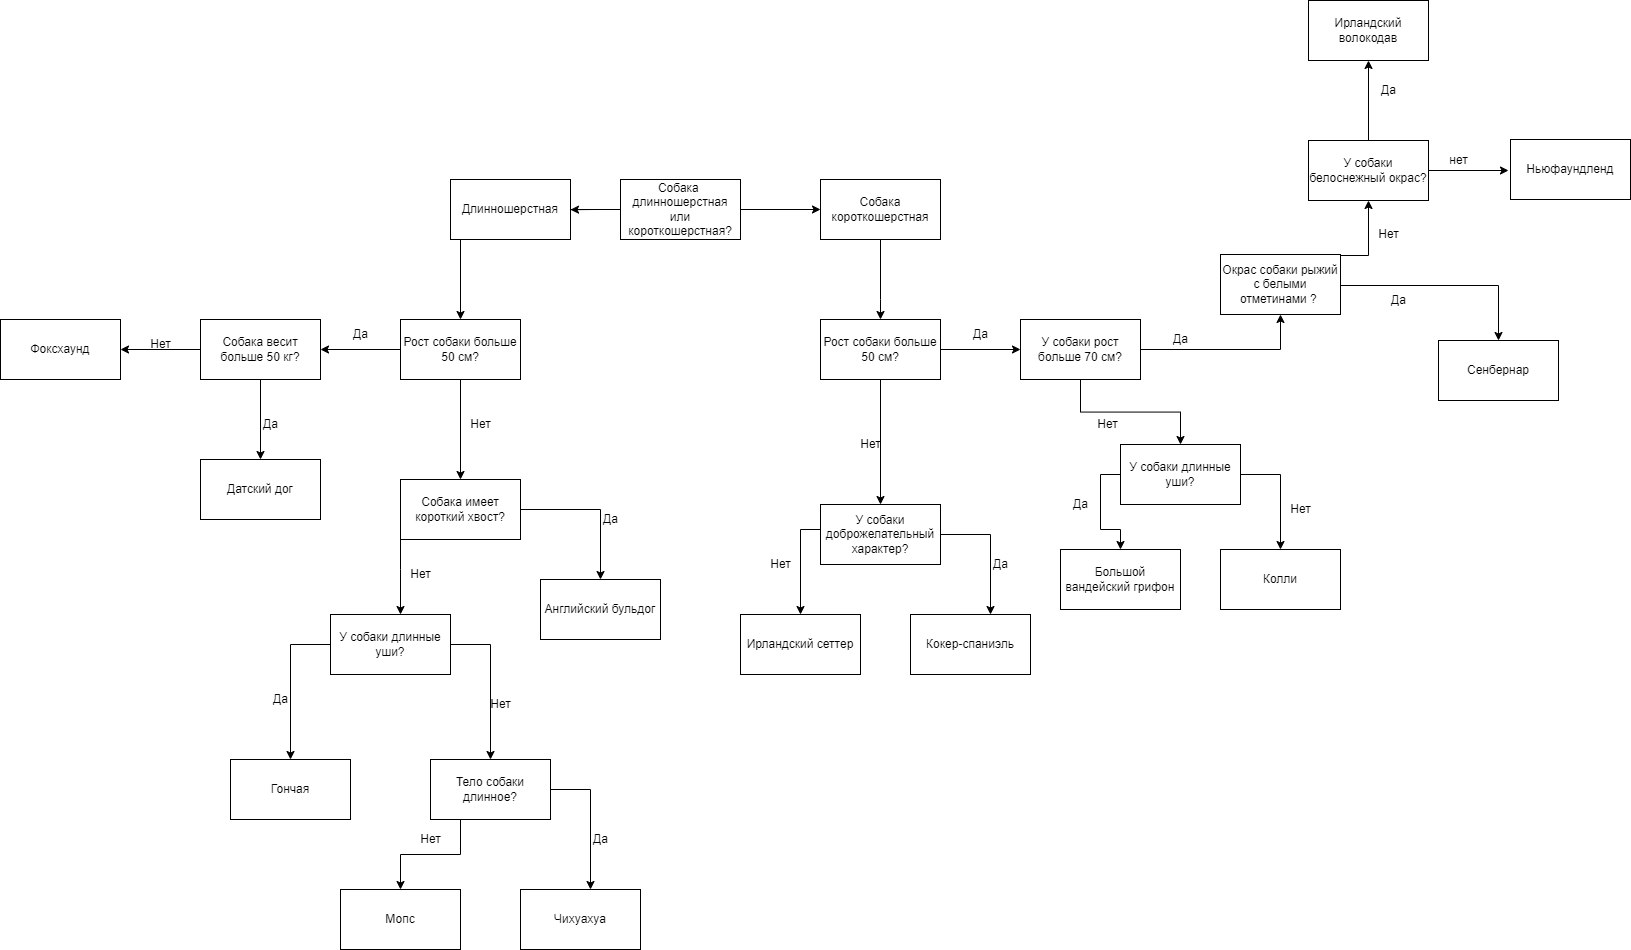 Ирландский
волокодав
Да
У собаки
белоснежный окрас?
нет
Ньюфаундленд
Нет
Длинношерстная
Собака
длинношерстная
или
короткошерстная?
Собака
короткошерстная
Окрас собаки рыжий
с белыми
отметинами ?
Да
Сенбернар
Фоксхаунд
Нет
Собака весит
больше 50 кг?
Да
Рост собаки больше
50 см?
Рост собаки больше
50 см?
Да
У собаки рост
больше 70 см?
Да
Да
Датский дог
Нет
Нет
Нет
У собаки длинные
уши?
Да
Нет
Большой
вандейский грифон
Колли
Собака имеет
короткий хвост?
Да
Нет
Английский бульдог
У собаки
доброжелательный
характер?
Нет
Да
Ирландский сеттер
Кокер-спаниэль
У собаки длинные
уши?
Да
Нет
Гончая
Тело собаки
длинное?
Нет
Да
Мопс
Чихуахуа